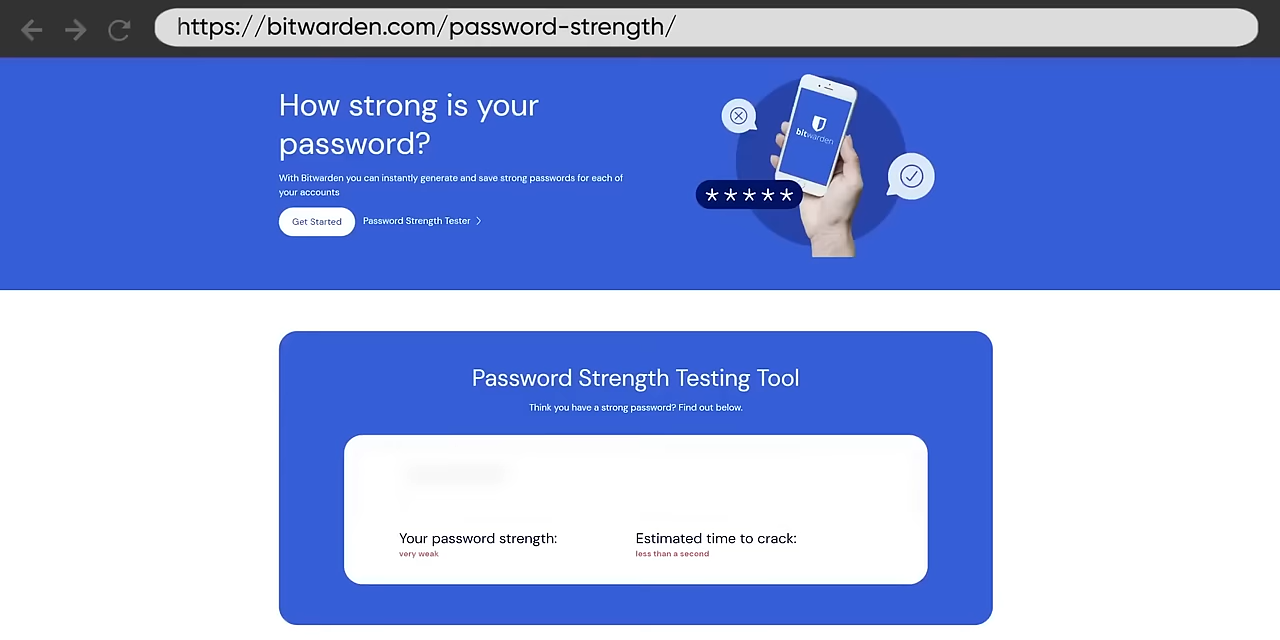 https://bitwarden.com/password-strength/
How strong is your
password?
With Bitwarden you can instantly generate and save strong passwords for each of
your accounts
Get Started
Password Strength Tester
bitwarden
*****
Password Strength Testing Tool
Think you have a strong password? Find out below.
Your password strength:
very weak
Estimated time to crack:
less than a second